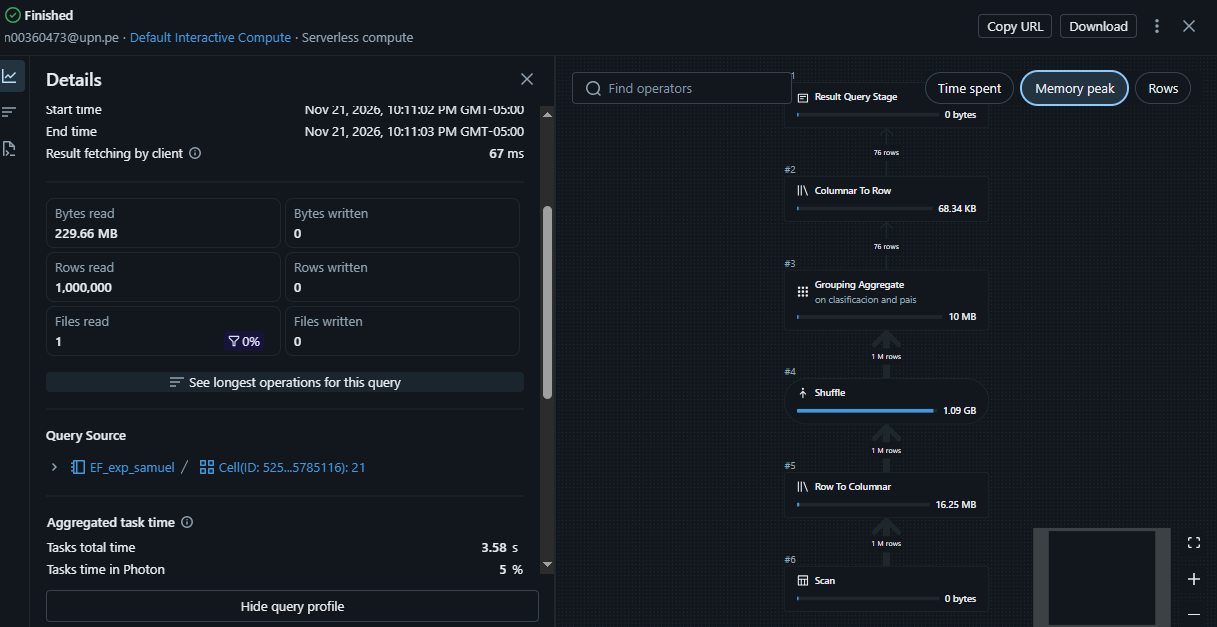 Finished
n00360473@upn.pe · Default Interactive Compute · Serverless compute
Copy URL
Download
Details
Start time Nov 21, 2026, 10:11:02 PM GMT-05:00
End time Nov 21, 2026, 10:11:03 PM GMT-05:00
Result fetching by client 67 ms
Bytes read
229.66 MB
Bytes written
0
Rows read
1,000,000
Rows written
0
Files read
1
0%
Files written
0
See longest operations for this query
Query Source
EF_exp_samuel / Cell(ID: 525...5785116): 21
Aggregated task time
Tasks total time 3.58 s
Tasks time in Photon 5 %
Hide query profile
Find operators
Time spent
Memory peak
Rows
1
Result Query Stage
0 bytes
76 rows
#2
Columnar To Row
68.34 KB
76 rows
#3
Grouping Aggregate
on clasificacion and pais
10 MB
1 M rows
#4
Shuffle
1.09 GB
1 M rows
#5
Row To Columnar
16.25 MB
1 M rows
#6
Scan
0 bytes